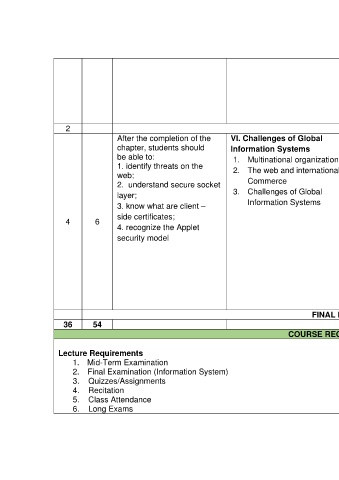 2
After the completion of the
chapter, students should
be able to:
1. identify threats on the
web;
2. understand secure socket
layer;
3. know what are client –
side certificates;
4. recognize the Applet
security model
4
6
VI. Challenges of Global
Information Systems
1. Multinational organization
2. The web and international
Commerce
3. Challenges of Global
Information Systems
FINAL
36 54
COURSE
Lecture Requirements
1. Mid-Term Examination
2. Final Examination (Information System)
3. Quizzes/Assignments
4. Recitation
5. Class Attendance
6. Long Exams